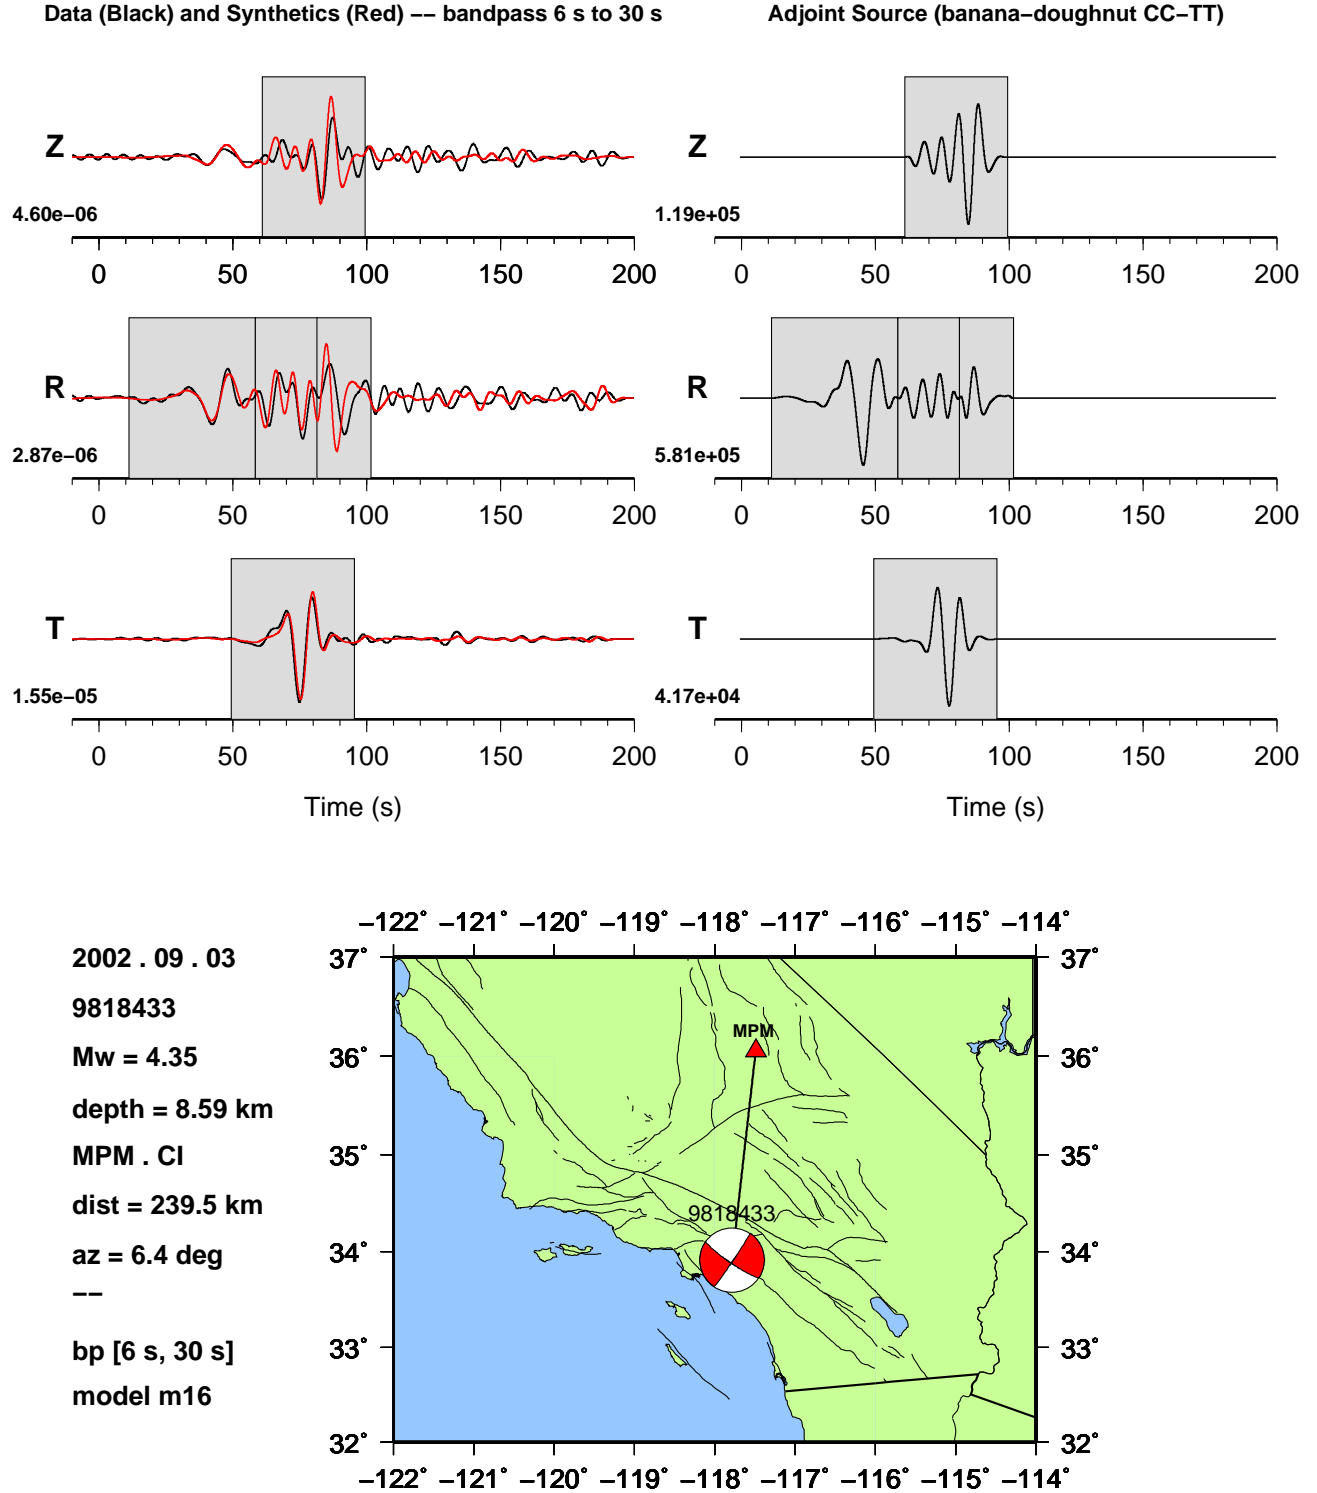 Data (Black) and Synthetics (Red) −− bandpass 6 s to 30 s
Adjoint Source (banana−doughnut CC−TT)
Z
4.60e−06
0 50 100 150 200
Z
1.19e+05
0 50 100 150 200
R
2.87e−06
0 50 100 150 200
R
5.81e+05
0 50 100 150 200
T
1.55e−05
0 50 100 150 200
Time (s)
T
4.17e+04
0 50 100 150 200
Time (s)
2002 . 09 . 03
9818433
Mw = 4.35
depth = 8.59 km
MPM . CI
dist = 239.5 km
az = 6.4 deg
−−
bp [6 s, 30 s]
model m16
−122° −121° −120° −119° −118° −117° −116° −115° −114°
37° 37°
MPM
36° 36°
35° 35°
9818433
34° 34°
33° 33°
32° 32°
−122° −121° −120° −119° −118° −117° −116° −115° −114°